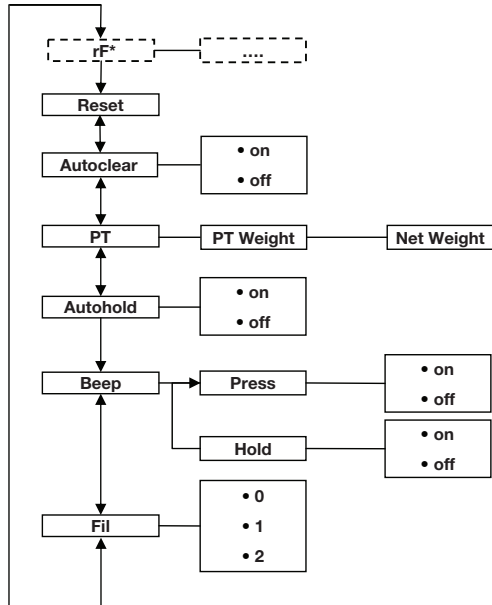 rF*
....
Reset
Autoclear
• on
• off
PT
PT Weight
Net Weight
Autohold
• on
• off
Beep
Press
• on
• off
Hold
• on
• off
Fil
• 0
• 1
• 2